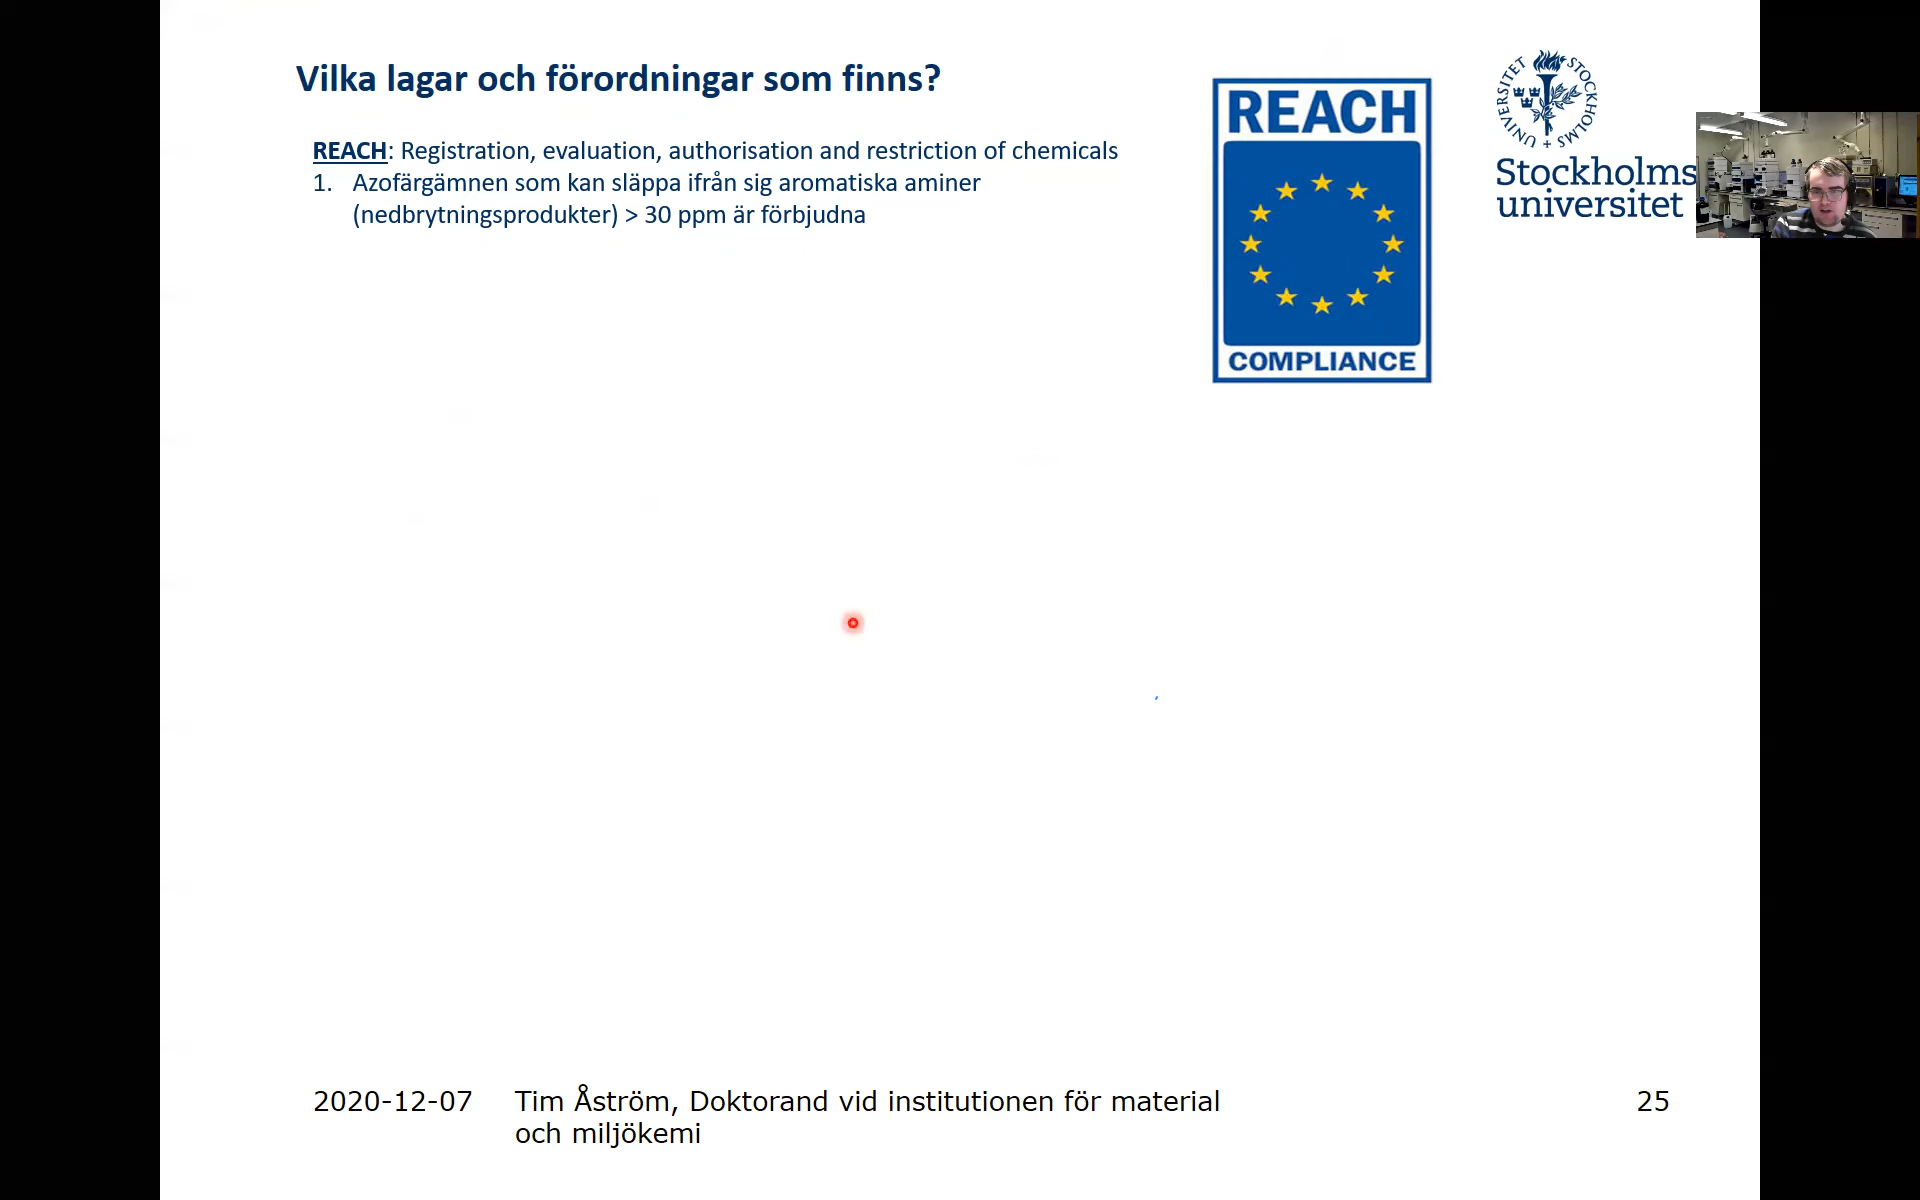 Vilka lagar och förordningar som finns?
REACH: Registration, evaluation, authorisation and restriction of chemicals
1. Azofärgämnen som kan släppa ifrån sig aromatiska aminer
(nedbrytningsprodukter) > 30 ppm är förbjudna
REACH
COMPLIANCE
STOCKHOLMS UNIVERSITET
Stockholms
universitet
2020-12-07 Tim Åström, Doktorand vid institutionen för material
och miljökemi
25